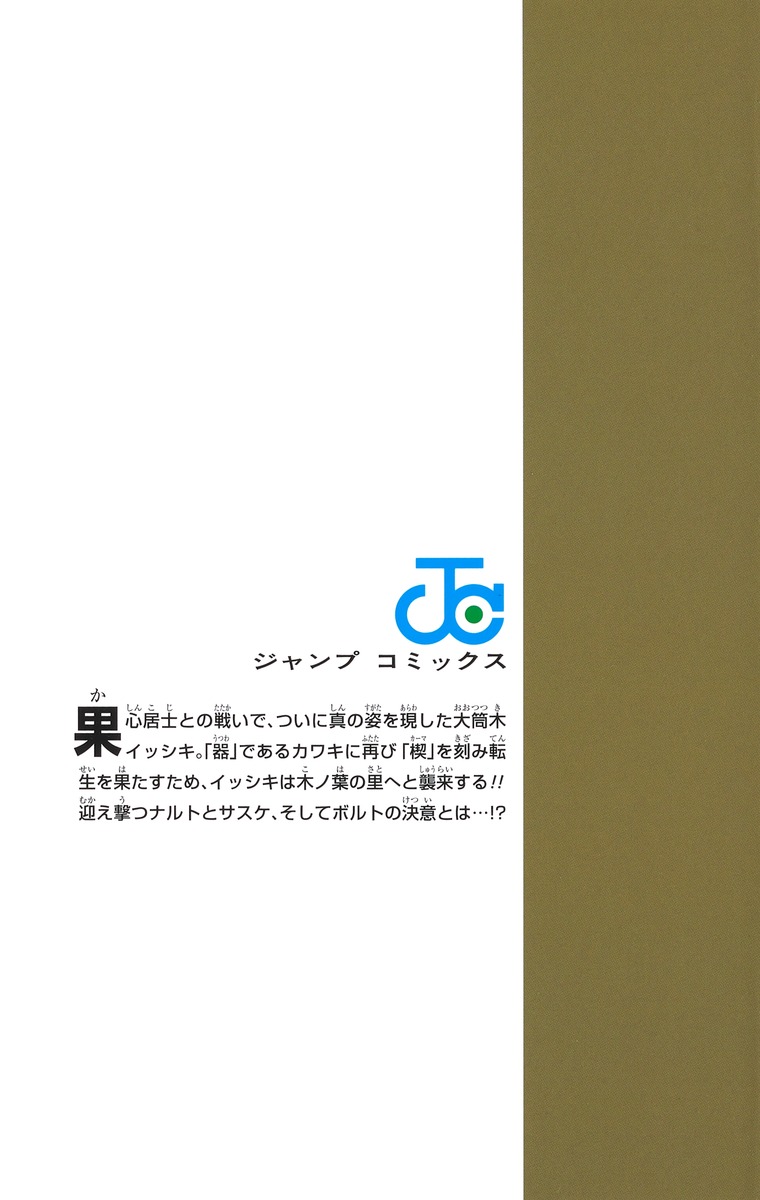 JC
ジャンプ コミックス
果心居士との戦いで、ついに真の姿を現した大筒木
イッシキ。「器」であるカワキに再び「楔」を刻み転
生を果たすため、イッシキは木ノ葉の里へと襲来する!!
迎え撃つナルトとサスケ、そしてボルトの決意とは…!?